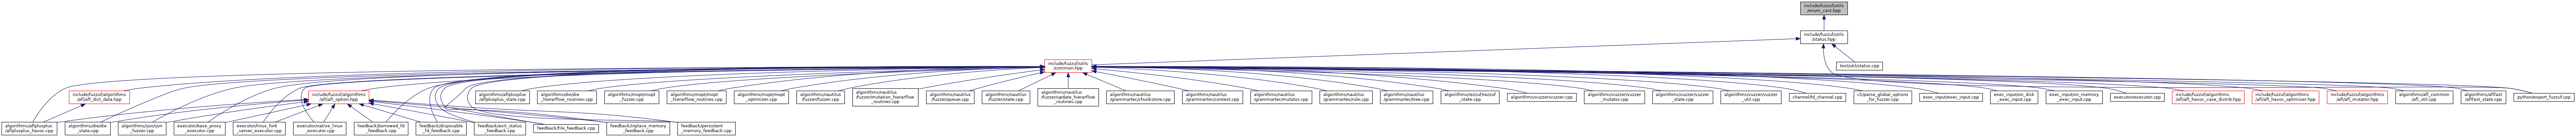 include/fuzzuf/utils
/enum_cast.hpp
include/fuzzuf/utils
/status.hpp
test/util/status.cpp
include/fuzzuf/utils
/common.hpp
include/fuzzuf/algorithms
/afl/afl_dict_data.hpp
include/fuzzuf/algorithms
/afl/afl_option.hpp
algorithms/aflplusplus
/aflplusplus_state.cpp
algorithms/die/die
_hierarflow_routines.cpp
algorithms/mopt/mopt
_fuzzer.cpp
algorithms/mopt/mopt
_hierarflow_routines.cpp
algorithms/mopt/mopt
_optimizer.cpp
algorithms/nautilus
/fuzzer/fuzzer.cpp
algorithms/nautilus
/fuzzer/mutation_hierarflow
_routines.cpp
algorithms/nautilus
/fuzzer/queue.cpp
algorithms/nautilus
/fuzzer/state.cpp
algorithms/nautilus
/fuzzer/update_hierarflow
_routines.cpp
algorithms/nautilus
/grammartec/chunkstore.cpp
algorithms/nautilus
/grammartec/context.cpp
algorithms/nautilus
/grammartec/mutator.cpp
algorithms/nautilus
/grammartec/rule.cpp
algorithms/nautilus
/grammartec/tree.cpp
algorithms/rezzuf/rezzuf
_state.cpp
algorithms/vuzzer/vuzzer.cpp
algorithms/vuzzer/vuzzer
_mutator.cpp
algorithms/vuzzer/vuzzer
_state.cpp
algorithms/vuzzer/vuzzer
_util.cpp
channel/fd_channel.cpp
cli/parse_global_options
_for_fuzzer.cpp
exec_input/exec_input.cpp
exec_input/on_disk
_exec_input.cpp
exec_input/on_memory
_exec_input.cpp
executor/executor.cpp
include/fuzzuf/algorithms
/afl/afl_havoc_case_distrib.hpp
include/fuzzuf/algorithms
/afl/afl_havoc_optimizer.hpp
include/fuzzuf/algorithms
/afl/afl_mutator.hpp
algorithms/afl_common
/afl_util.cpp
algorithms/aflfast
/aflfast_state.cpp
python/export_fuzzuf.cpp
algorithms/aflplusplus
/aflplusplus_havoc.cpp
algorithms/die/die
_state.cpp
algorithms/ijon/ijon
_fuzzer.cpp
executor/base_proxy
_executor.cpp
executor/linux_fork
_server_executor.cpp
executor/native_linux
_executor.cpp
feedback/borrowed_fd
_feedback.cpp
feedback/disposable
_fd_feedback.cpp
feedback/exit_status
_feedback.cpp
feedback/file_feedback.cpp
feedback/inplace_memory
_feedback.cpp
feedback/persistent
_memory_feedback.cpp